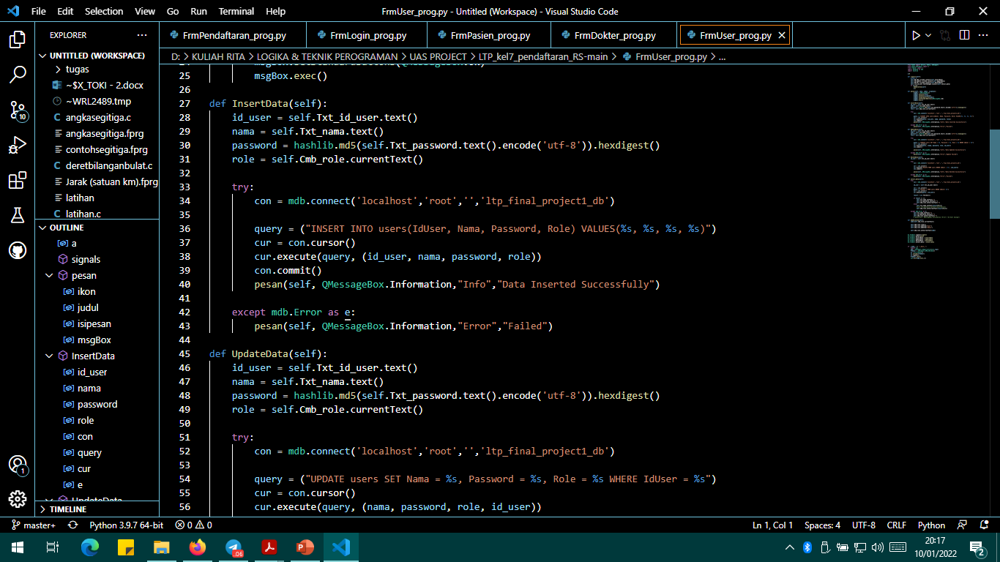 File Edit Selection View Go Run Terminal Help FrmUser_prog.py - Untitled (Workspace) - Visual Studio Code
EXPLORER
UNTITLED (WORKSPACE)
tugas
~$X_TOKI - 2.docx
~WRL2489.tmp
angkasegitiga.c
angkasegitiga.fprg
contohsegitiga.fprg
deretbilanganbulat.c
Jarak (satuan km).fprg
latihan
latihan.c
OUTLINE
a
signals
pesan
ikon
judul
isipesan
msgBox
InsertData
id_user
nama
password
role
con
query
cur
e
UpdateData
TIMELINE
10
1
FrmPendaftaran_prog.py FrmLogin_prog.py FrmPasien_prog.py FrmDokter_prog.py FrmUser_prog.py
D: > KULIAH RITA > LOGIKA & TEKNIK PEROGRAMAN > UAS PROJECT > LTP_kel7_pendaftaran_RS-main > FrmUser_prog.py > ...
25 msgBox.exec()
26
27 def InsertData(self):
28 id_user = self.Txt_id_user.text()
29 nama = self.Txt_nama.text()
30 password = hashlib.md5(self.Txt_password.text().encode('utf-8')).hexdigest()
31 role = self.Cmb_role.currentText()
32
33 try:
34 con = mdb.connect('localhost','root','','ltp_final_project1_db')
35
36 query = ("INSERT INTO users(IdUser, Nama, Password, Role) VALUES(%s, %s, %s, %s)")
37 cur = con.cursor()
38 cur.execute(query, (id_user, nama, password, role))
39 con.commit()
40 pesan(self, QMessageBox.Information,"Info","Data Inserted Successfully")
41
42 except mdb.Error as e:
43 pesan(self, QMessageBox.Information,"Error","Failed")
44
45 def UpdateData(self):
46 id_user = self.Txt_id_user.text()
47 nama = self.Txt_nama.text()
48 password = hashlib.md5(self.Txt_password.text().encode('utf-8')).hexdigest()
49 role = self.Cmb_role.currentText()
50
51 try:
52 con = mdb.connect('localhost','root','','ltp_final_project1_db')
53
54 query = ("UPDATE users SET Nama = %s, Password = %s, Role = %s WHERE IdUser = %s")
55 cur = con.cursor()
56 cur.execute(query, (nama, password, role, id_user))
master+ Python 3.9.7 64-bit 0 0 Ln 1, Col 1 Spaces: 4 UTF-8 CRLF Python
.06
20:17
10/01/2022
2